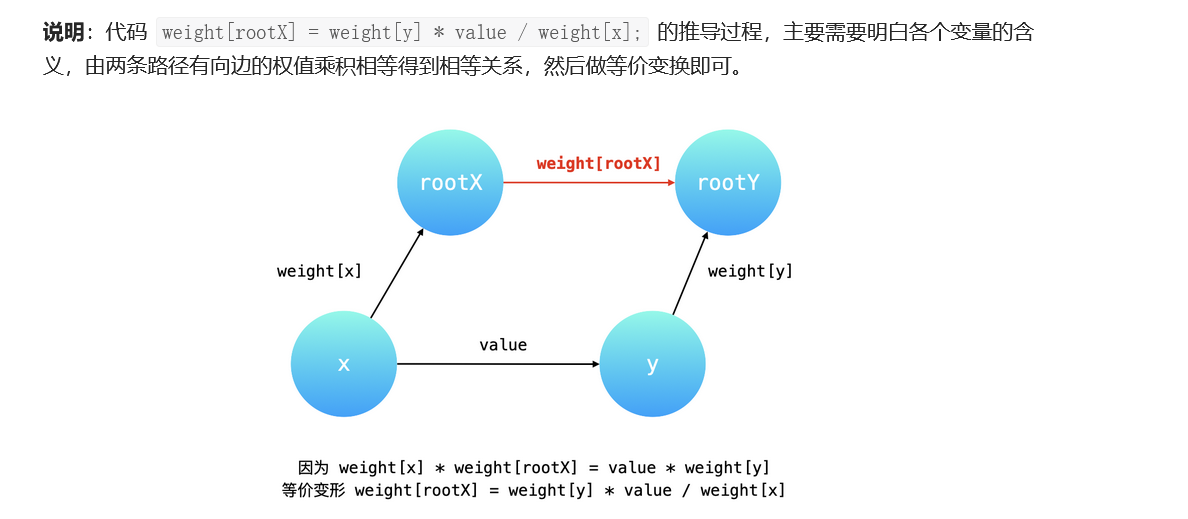 说明：代码 weight[rootX] = weight[y] * value / weight[x]; 的推导过程，主要需要明白各个变量的含
义，由两条路径有向边的权值乘积相等得到相等关系，然后做等价变换即可。
weight[rootX]
rootX
rootY
weight[x]
weight[y]
value
x
y
因为 weight[x] * weight[rootX] = value * weight[y]
等价变形 weight[rootX] = weight[y] * value / weight[x]